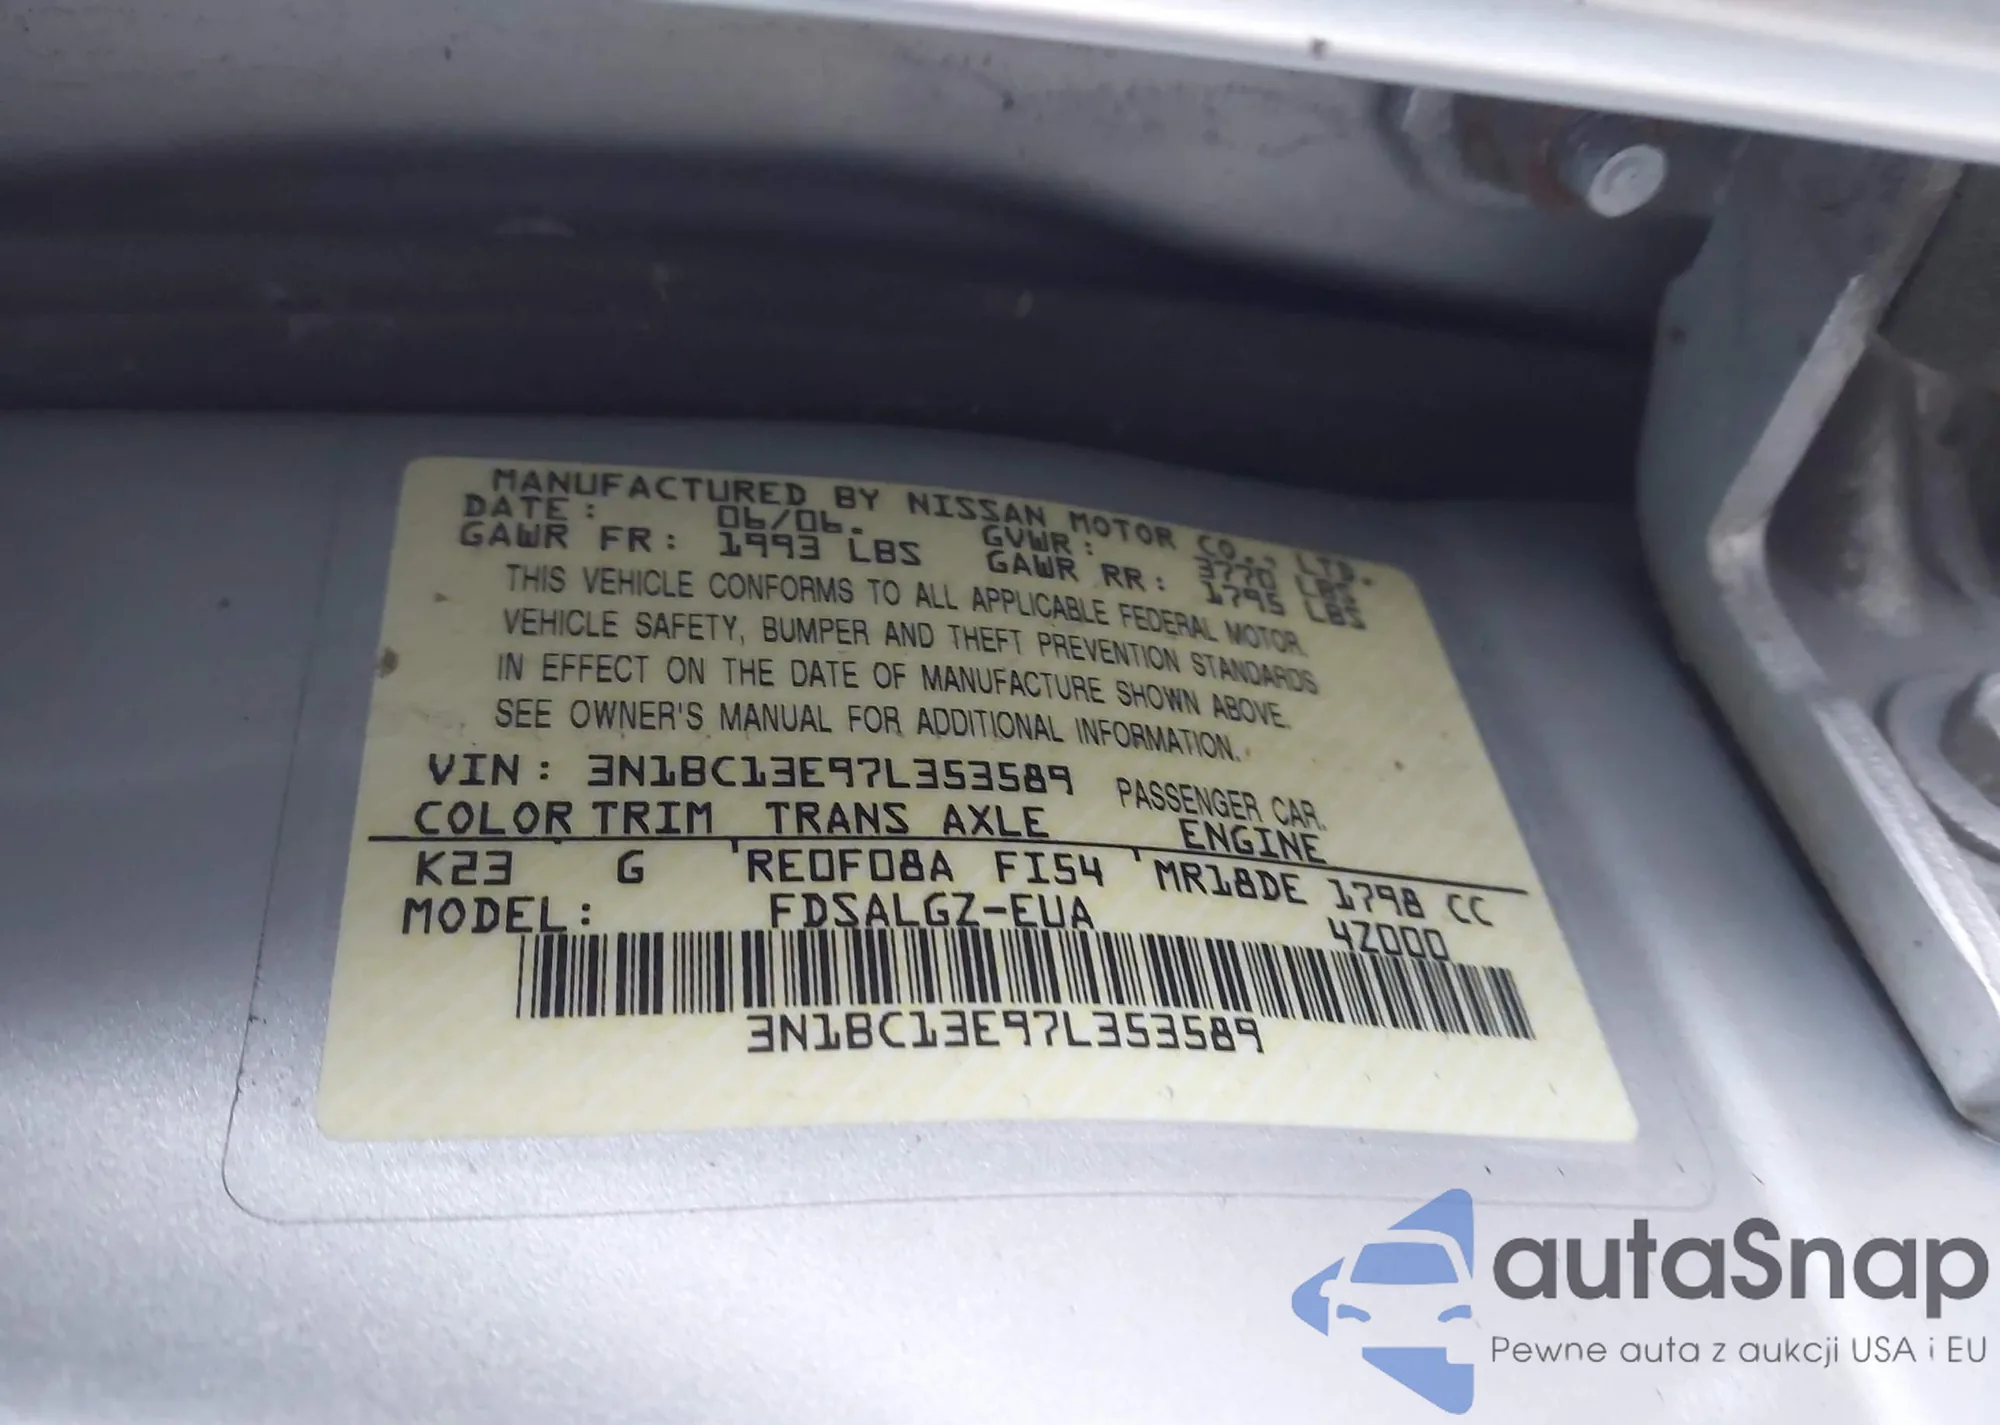 MANUFACTURED BY NISSAN MOTOR CO., LTD.
DATE: 06/06. GVWR: 3770 LBS
GAWR FR: 1993 LBS GAWR RR: 1795 LBS
THIS VEHICLE CONFORMS TO ALL APPLICABLE FEDERAL MOTOR
VEHICLE SAFETY, BUMPER AND THEFT PREVENTION STANDARDS
IN EFFECT ON THE DATE OF MANUFACTURE SHOWN ABOVE.
SEE OWNER'S MANUAL FOR ADDITIONAL INFORMATION.
VIN: 3N1BC13E97L353589 PASSENGER CAR.
COLOR TRIM TRANS AXLE ENGINE
K23 G RE0F08A FI54 MR18DE 1798 CC
MODEL: FDSALGZ-EUA 4Z000
3N1BC13E97L353589
autaSnap
Pewne auta z aukcji USA i EU